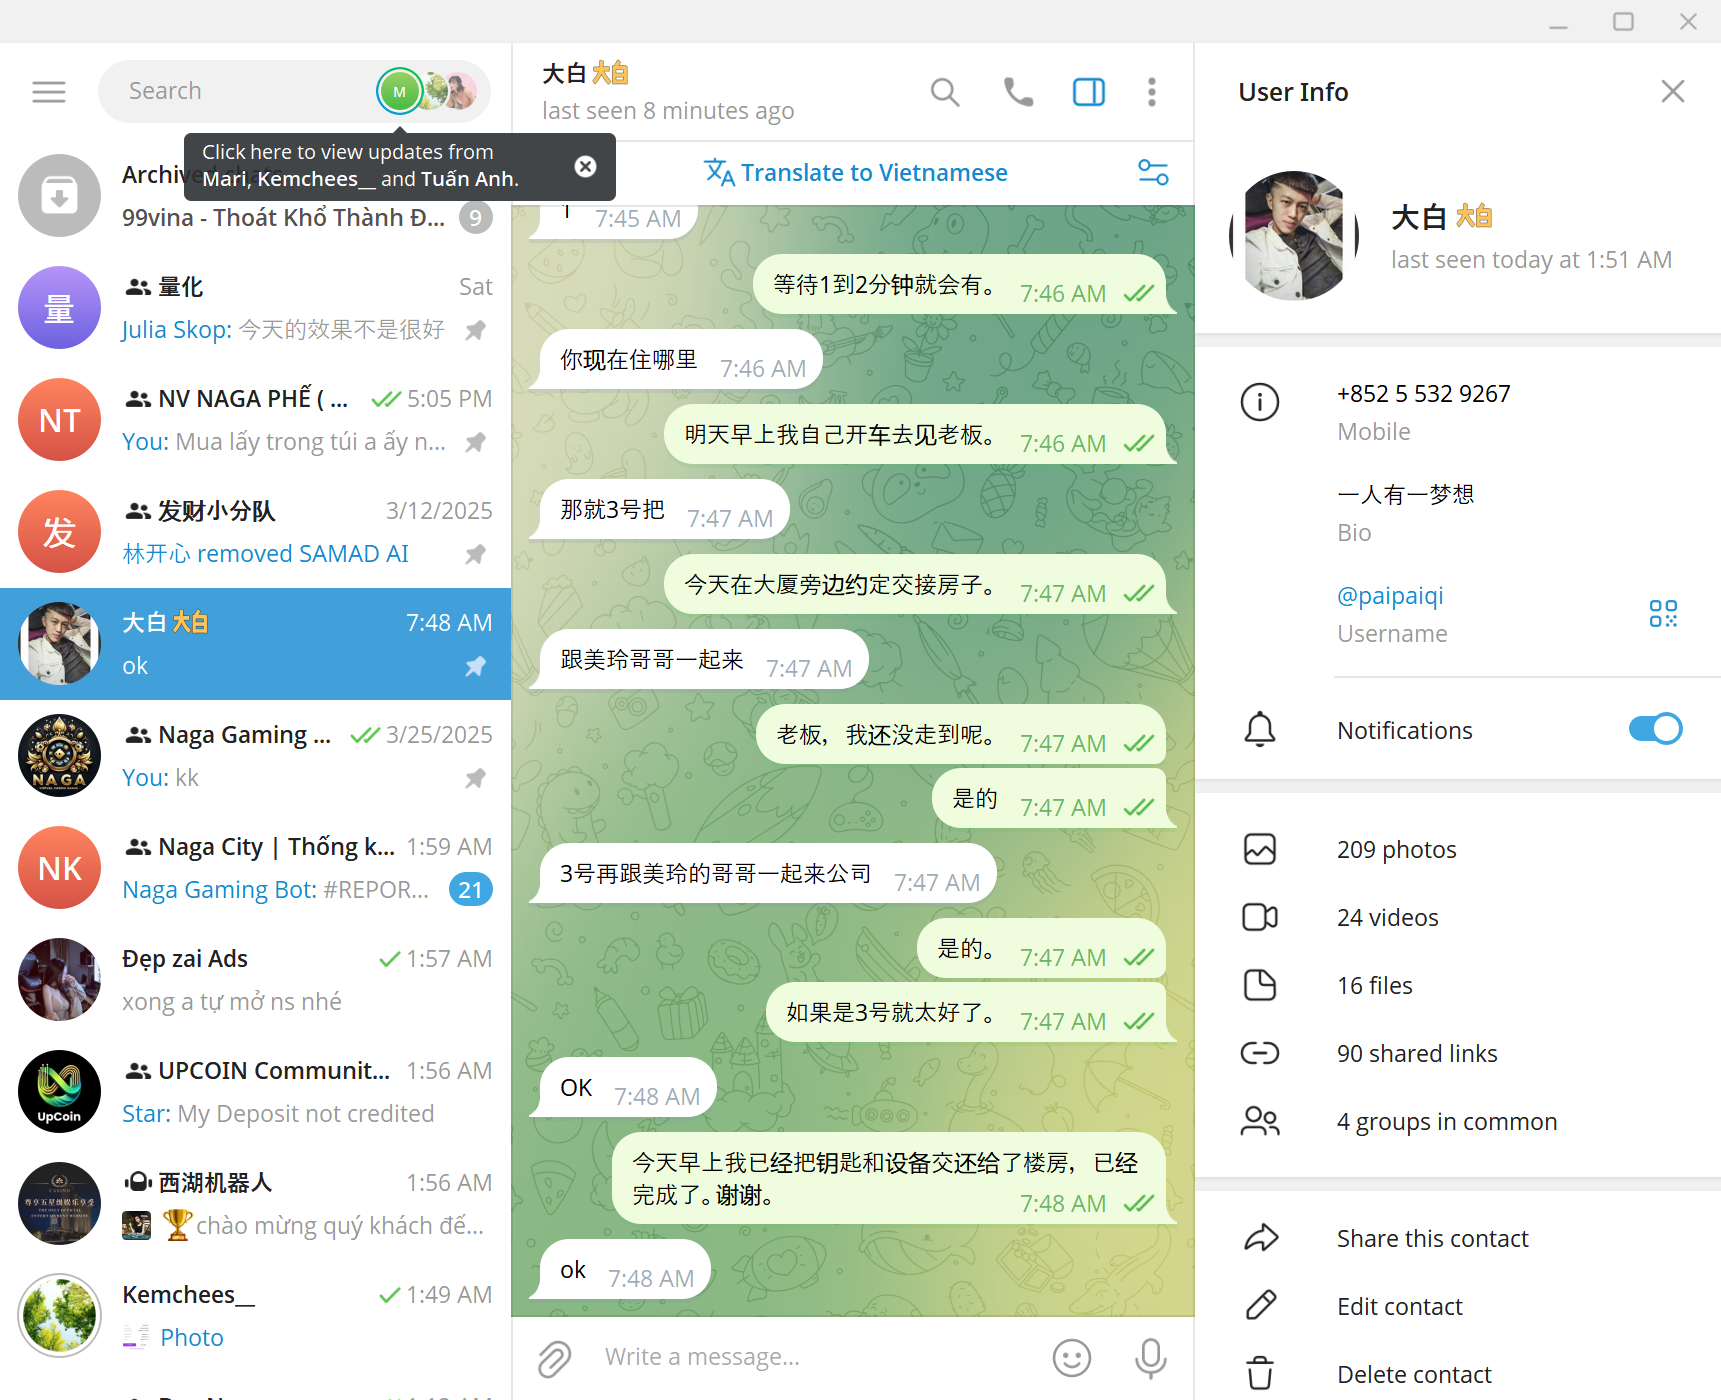 Search
M
Click here to view updates from
Mari, Kemchees__ and Tuấn Anh.
Archived chats
99vina - Thoát Khổ Thành Đ... 9
量
量化 Sat
Julia Skop: 今天的效果不是很好
NT
NV NAGA PHẾ ( ... 5:05 PM
You: Mua lấy trong túi a ấy n...
发
发财小分队 3/12/2025
林开心 removed SAMAD AI
大白 大白 7:48 AM
ok
NAGA
Naga Gaming ... 3/25/2025
You: kk
NK
Naga City | Thống k... 1:59 AM
Naga Gaming Bot: #REPOR... 21
Đẹp zai Ads 1:57 AM
xong a tự mở ns nhé
UpCoin
UPCOIN Communit... 1:56 AM
Star: My Deposit not credited
CASINO
尊享五星级娱乐享受
西湖机器人 1:56 AM
chào mừng quý khách đế...
Kemchees__ 1:49 AM
Photo
大白 大白
last seen 8 minutes ago
Translate to Vietnamese
1 7:45 AM
等待1到2分钟就会有。 7:46 AM
你现在住哪里 7:46 AM
明天早上我自己开车去见老板。 7:46 AM
那就3号把 7:47 AM
今天在大厦旁边约定交接房子。 7:47 AM
跟美玲哥哥一起来 7:47 AM
老板，我还没走到呢。 7:47 AM
是的 7:47 AM
3号再跟美玲的哥哥一起来公司 7:47 AM
是的。 7:47 AM
如果是3号就太好了。 7:47 AM
OK 7:48 AM
今天早上我已经把钥匙和设备交还给了楼房，已经
完成了。谢谢。 7:48 AM
ok 7:48 AM
Write a message...
User Info
大白 大白
last seen today at 1:51 AM
+852 5 532 9267
Mobile
一人有一梦想
Bio
@paipaiqi
Username
Notifications
209 photos
24 videos
16 files
90 shared links
4 groups in common
Share this contact
Edit contact
Delete contact